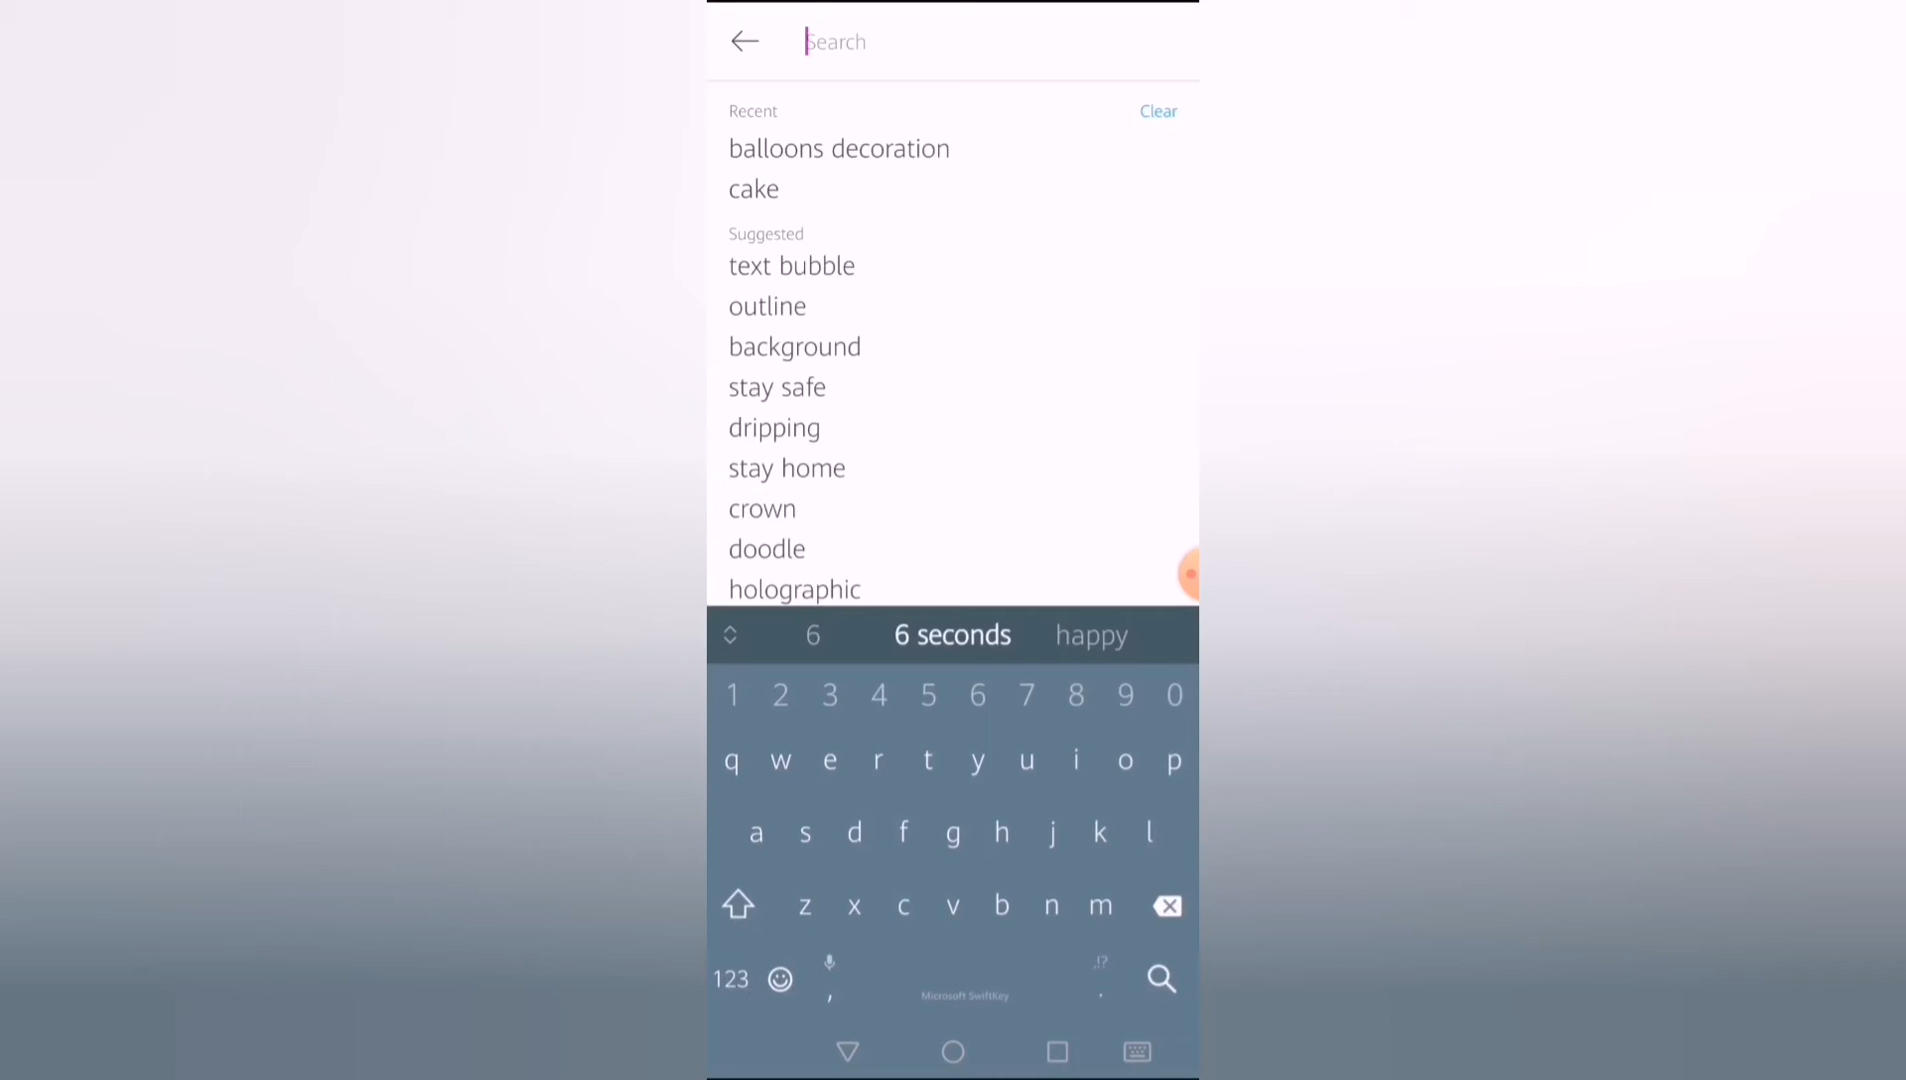 Search
Recent Clear
balloons decoration
cake
Suggested
text bubble
outline
background
stay safe
dripping
stay home
crown
doodle
holographic
6 6 seconds happy
1 2 3 4 5 6 7 8 9 0
q w e r t y u i o p
a s d f g h j k l
z x c v b n m
,!?
123 , Microsoft SwiftKey .